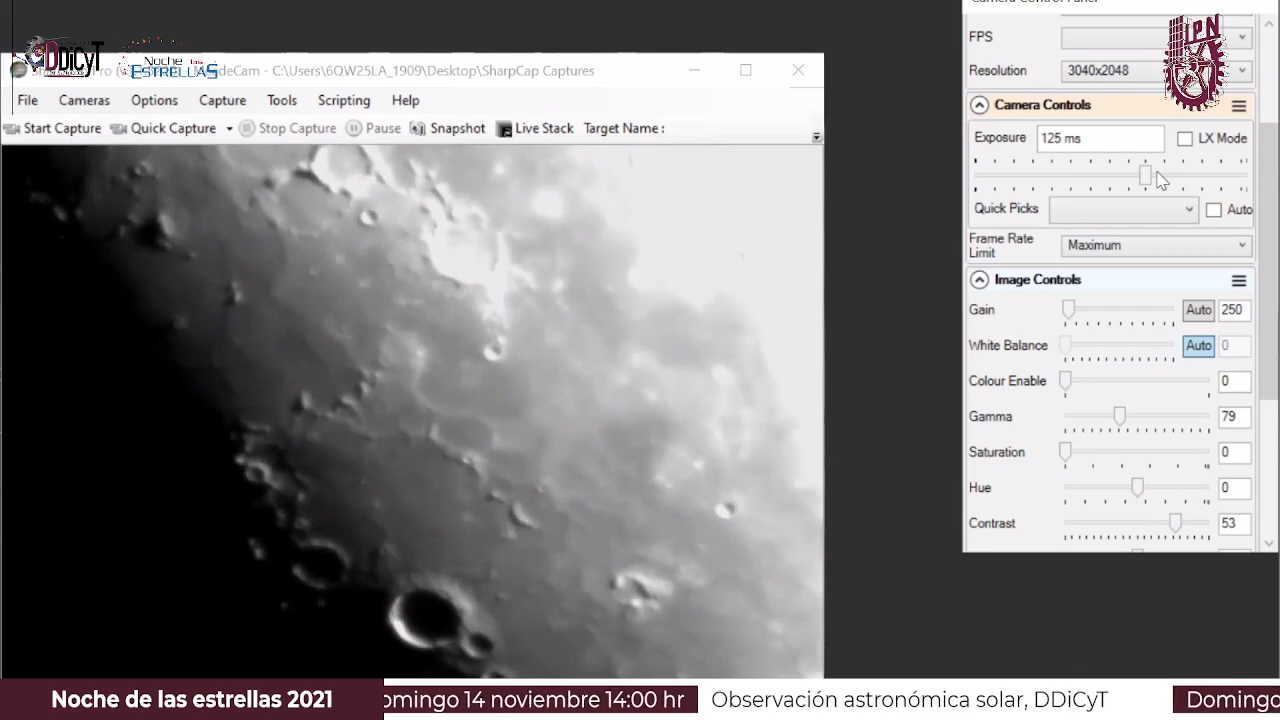 Camera Control Panel
DDiCyT
Noche las
ESTRELLAS
IPN
C:\Users\6QW25LA_1909\Desktop\SharpCap Captures
File Cameras Options Capture Tools Scripting Help
Start Capture Quick Capture Stop Capture Pause Snapshot Live Stack Target Name :
FPS
Resolution 3040x2048
Camera Controls
Exposure 125 ms LX Mode
Quick Picks Auto
Frame Rate
Limit Maximum
Image Controls
Gain Auto 250
White Balance Auto 0
Colour Enable 0
Gamma 79
Saturation 0
Hue 0
Contrast 53
Noche de las estrellas 2021 omingo 14 noviembre 14:00 hr Observación astronómica solar, DDiCyT Domingo